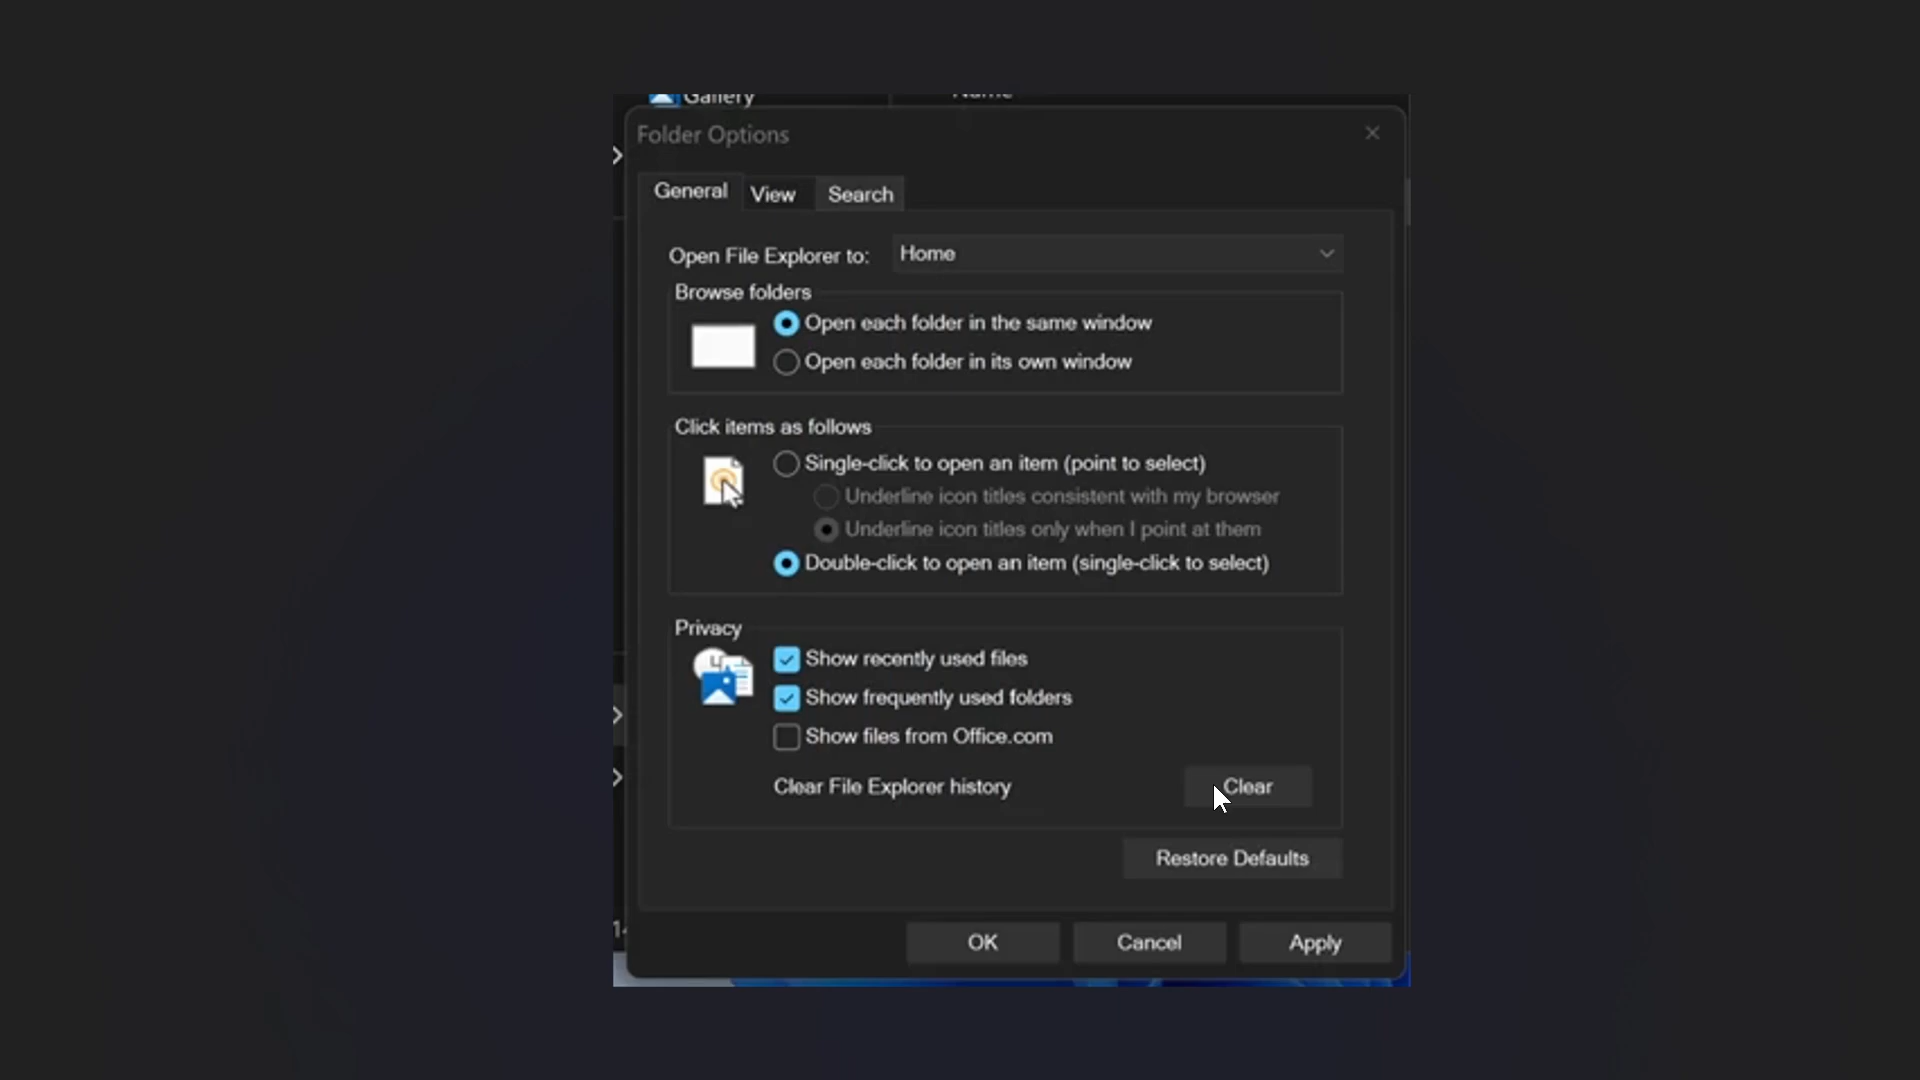 Gallery
Name
Folder Options
General View Search
Open File Explorer to: Home
Browse folders
Open each folder in the same window
Open each folder in its own window
Click items as follows
Single-click to open an item (point to select)
Underline icon titles consistent with my browser
Underline icon titles only when I point at them
Double-click to open an item (single-click to select)
Privacy
Show recently used files
Show frequently used folders
Show files from Office.com
Clear File Explorer history Clear
Restore Defaults
OK Cancel Apply